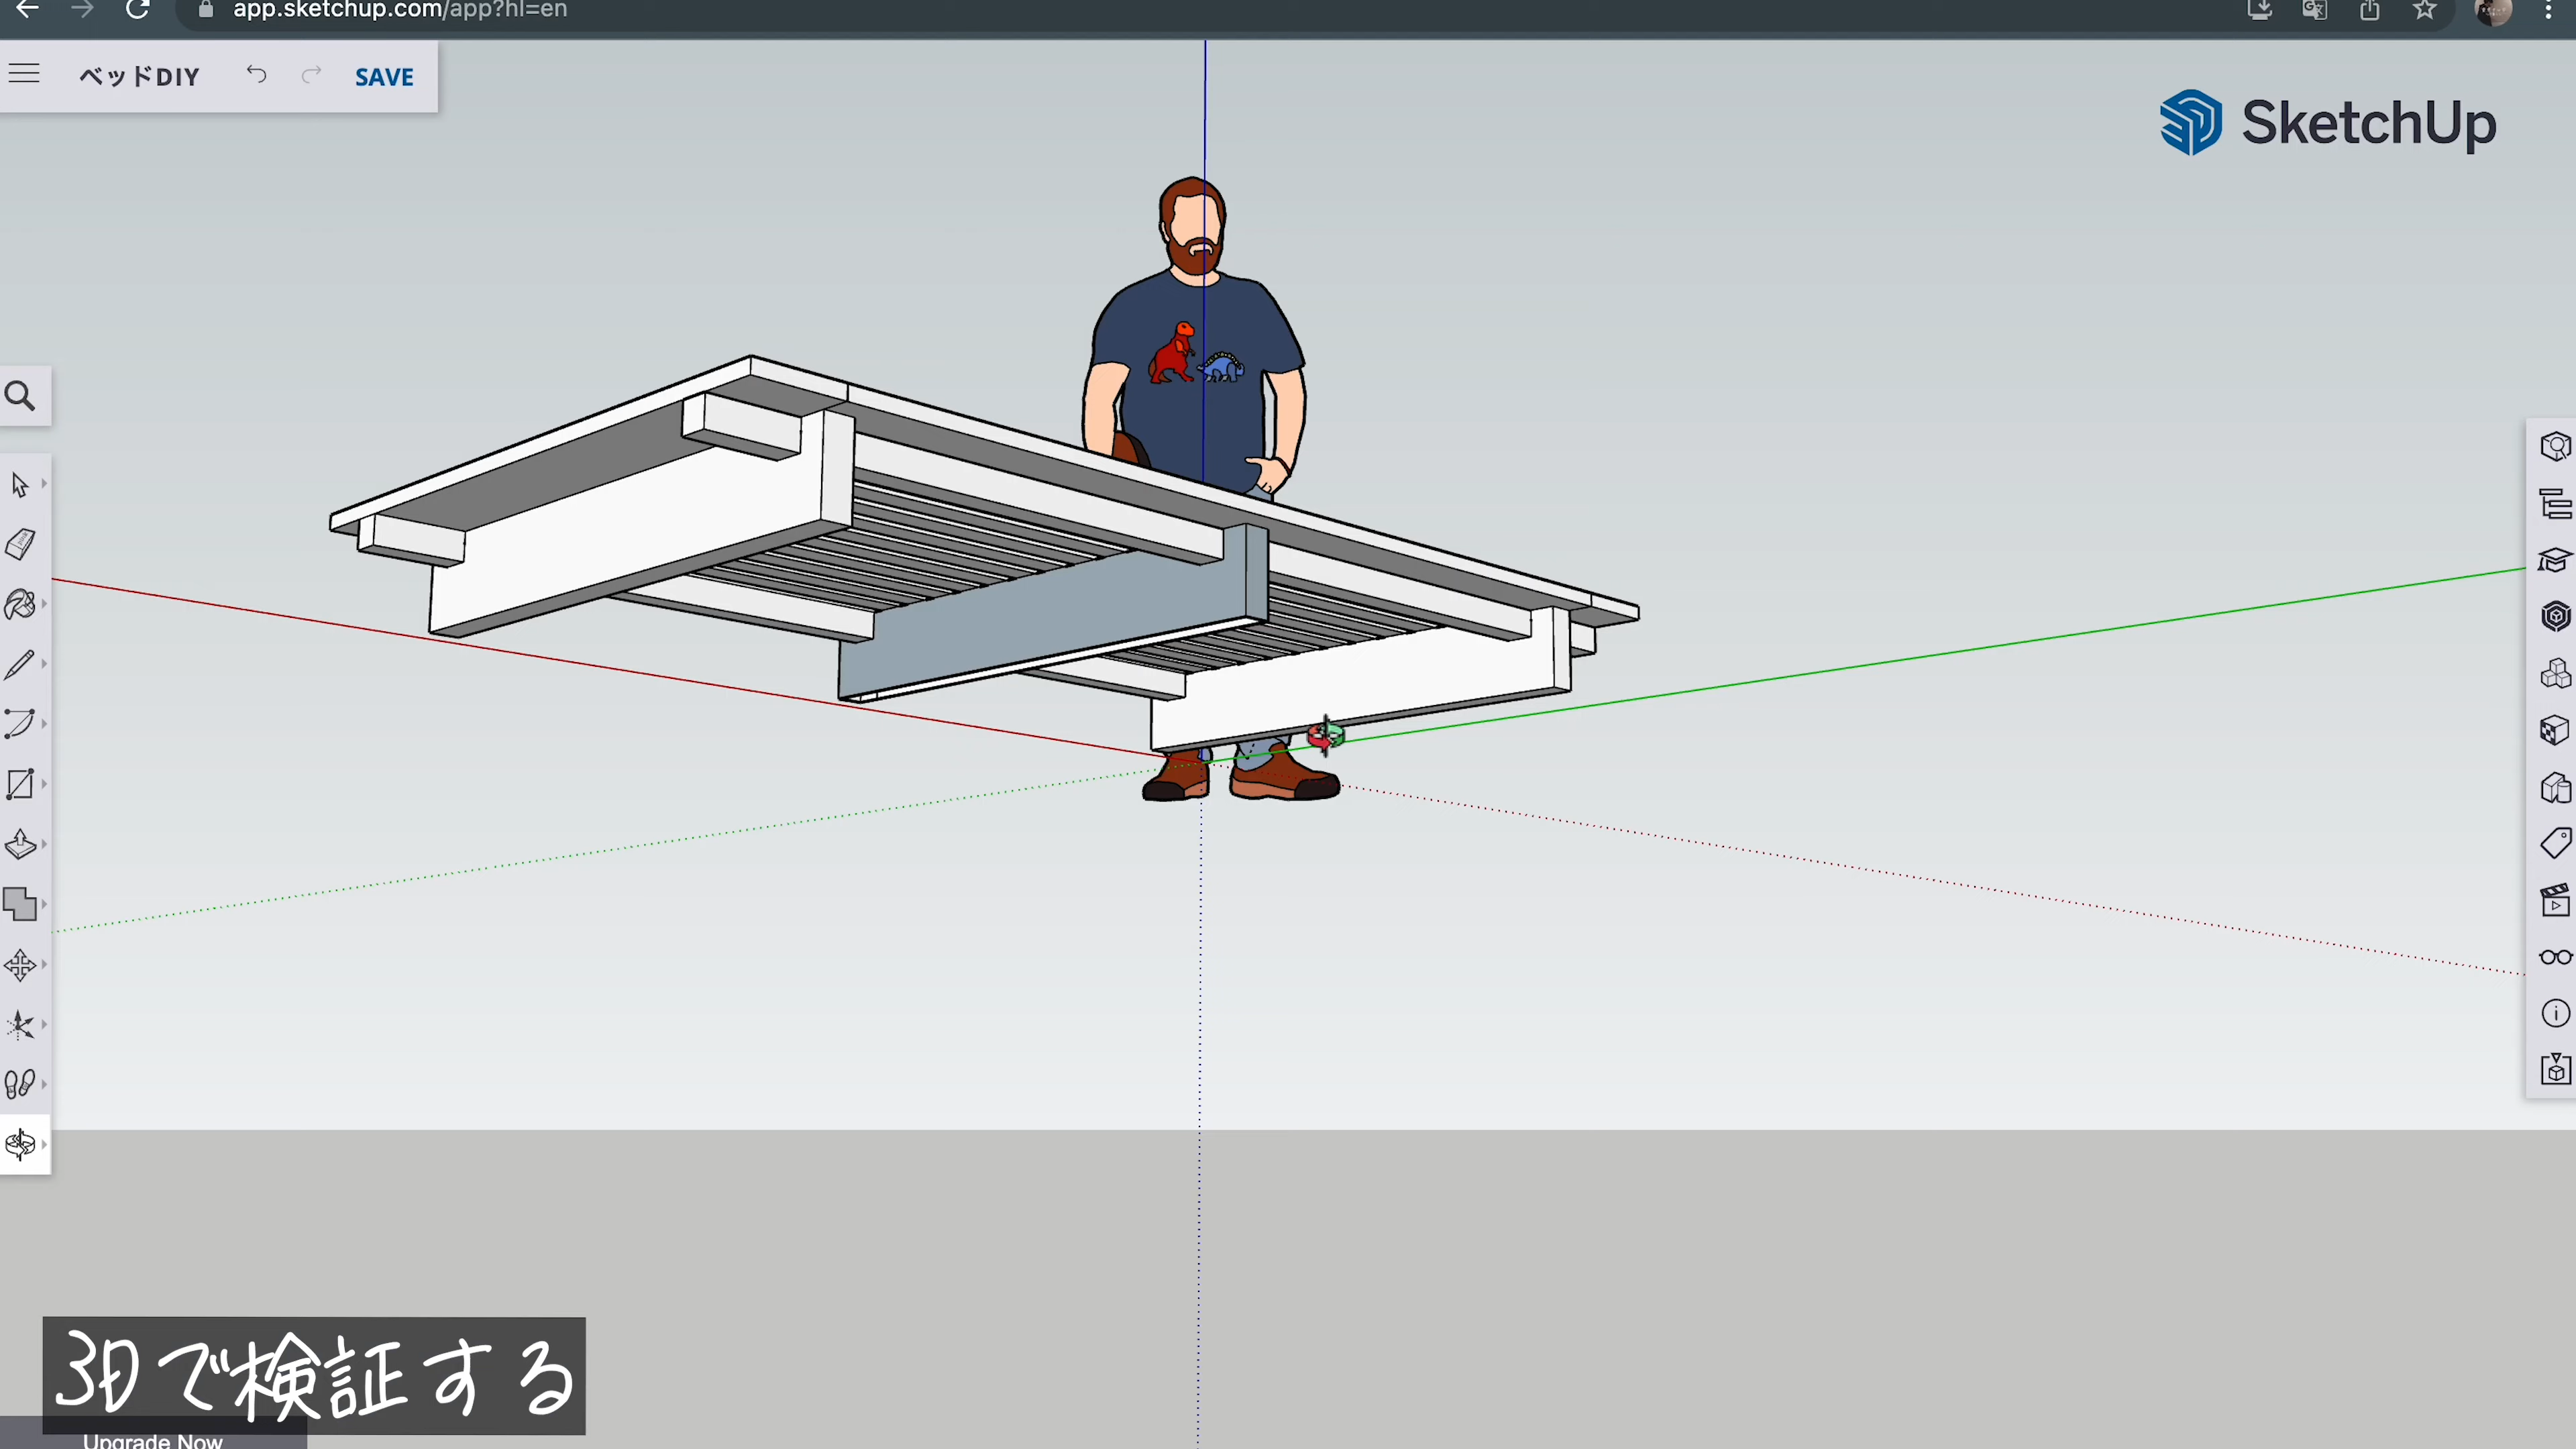 app.sketchup.com/app?hl=en
ベッドDIY SAVE
SketchUp
3Dで検証する
Upgrade Now